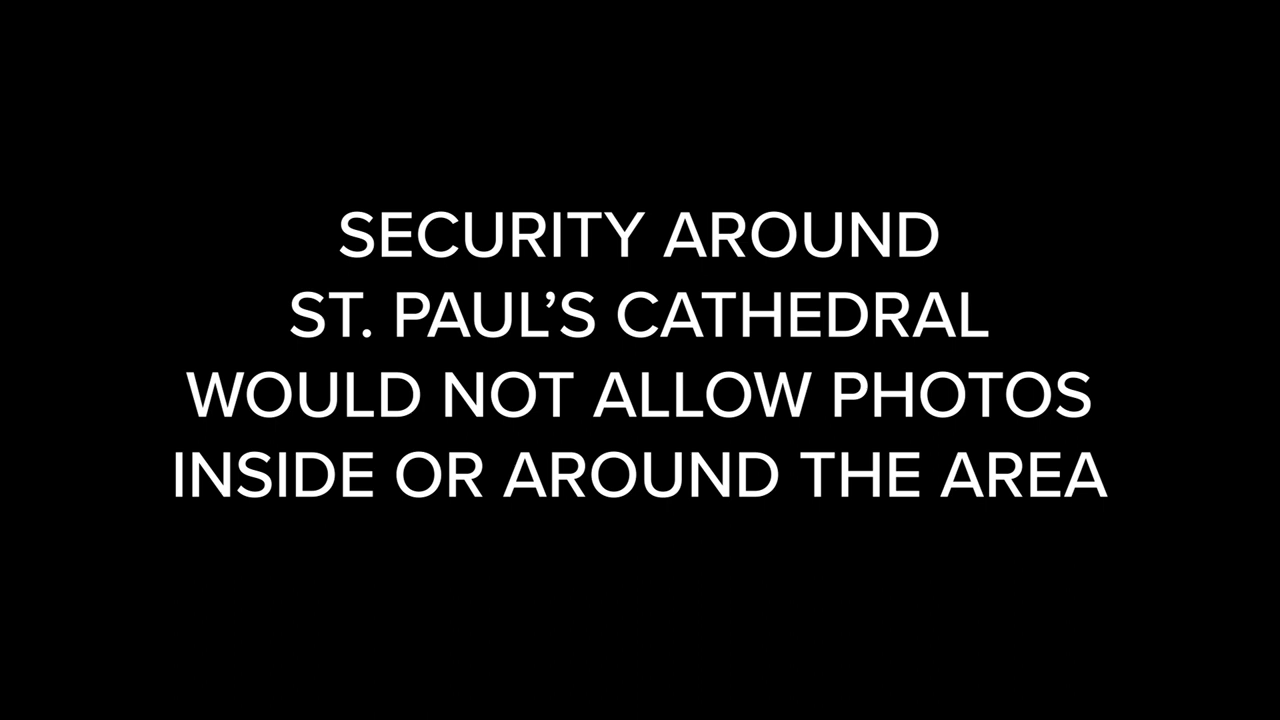 SECURITY AROUND
ST. PAUL’S CATHEDRAL
WOULD NOT ALLOW PHOTOS
INSIDE OR AROUND THE AREA